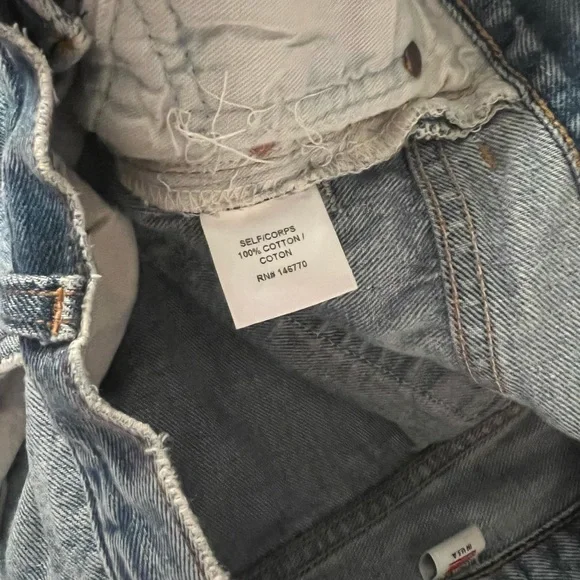 SELF/CORPS
100% COTTON /
COTON
RN# 146770